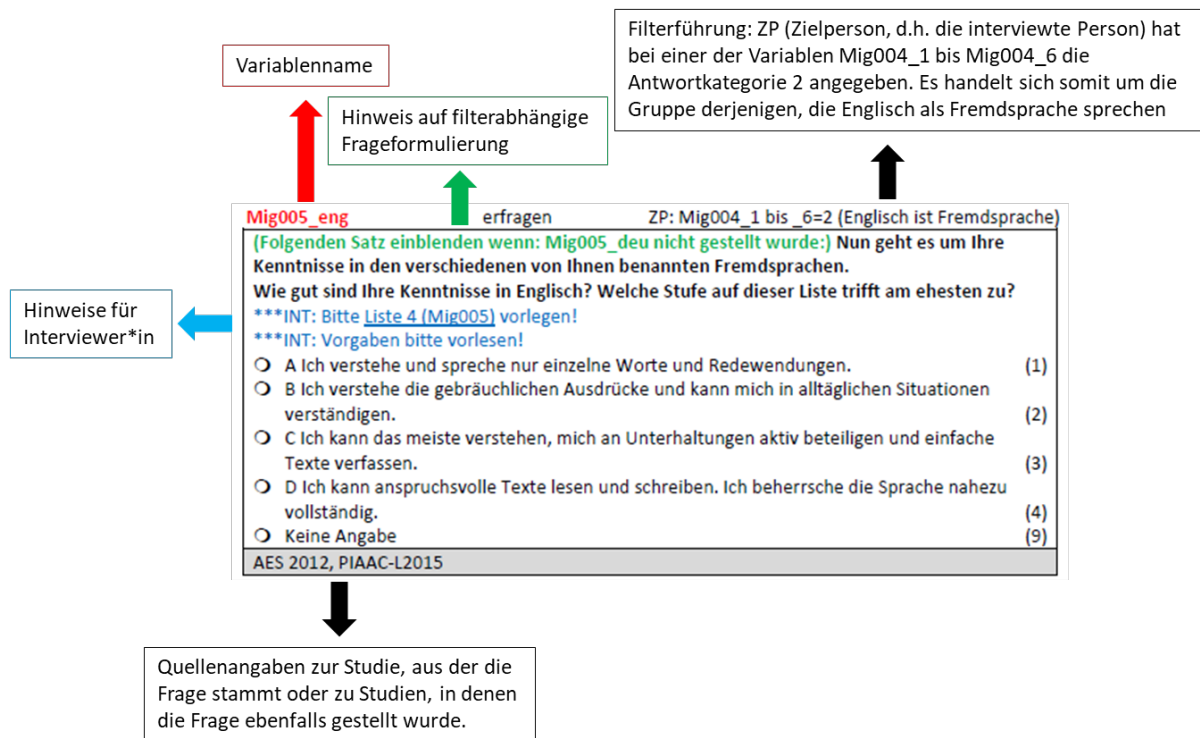 Filterführung: ZP (Zielperson, d.h. die interviewte Person) hat
bei einer der Variablen Mig004_1 bis Mig004_6 die
Antwortkategorie 2 angegeben. Es handelt sich somit um die
Gruppe derjenigen, die Englisch als Fremdsprache sprechen
Variablenname
Hinweis auf filterabhängige
Frageformulierung
Mig005_eng erfragen ZP: Mig004_1 bis _6=2 (Englisch ist Fremdsprache)
(Folgenden Satz einblenden wenn: Mig005_deu nicht gestellt wurde:) Nun geht es um Ihre
Kenntnisse in den verschiedenen von Ihnen benannten Fremdsprachen.
Wie gut sind Ihre Kenntnisse in Englisch? Welche Stufe auf dieser Liste trifft am ehesten zu?
***INT: Bitte Liste 4 (Mig005) vorlegen!
***INT: Vorgaben bitte vorlesen!
A Ich verstehe und spreche nur einzelne Worte und Redewendungen. (1)
B Ich verstehe die gebräuchlichen Ausdrücke und kann mich in alltäglichen Situationen
verständigen. (2)
C Ich kann das meiste verstehen, mich an Unterhaltungen aktiv beteiligen und einfache
Texte verfassen. (3)
D Ich kann anspruchsvolle Texte lesen und schreiben. Ich beherrsche die Sprache nahezu
vollständig. (4)
Keine Angabe (9)
AES 2012, PIAAC-L2015
Hinweise für
Interviewer*in
Quellenangaben zur Studie, aus der die
Frage stammt oder zu Studien, in denen
die Frage ebenfalls gestellt wurde.